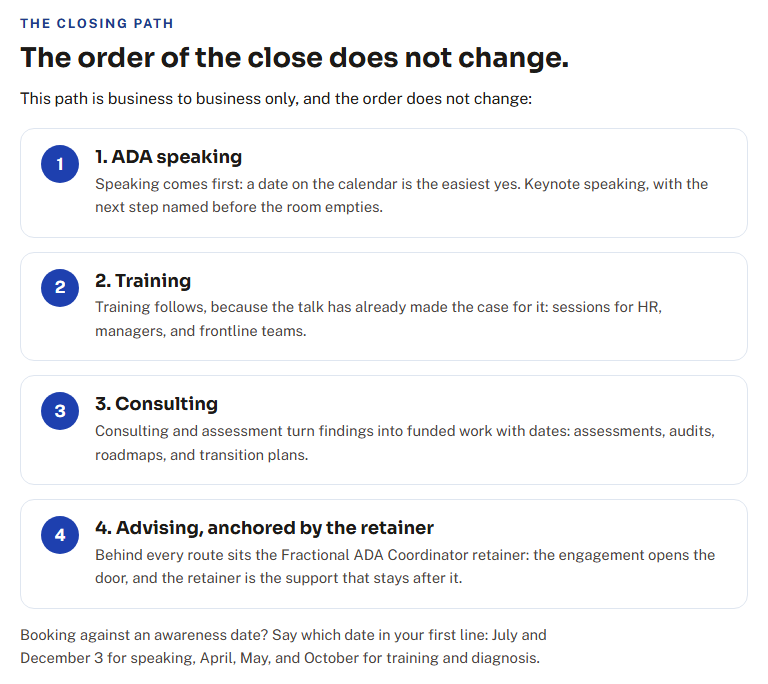 THE CLOSING PATH
The order of the close does not change.
This path is business to business only, and the order does not change:
1
1. ADA speaking
Speaking comes first: a date on the calendar is the easiest yes. Keynote speaking, with the
next step named before the room empties.
2
2. Training
Training follows, because the talk has already made the case for it: sessions for HR,
managers, and frontline teams.
3
3. Consulting
Consulting and assessment turn findings into funded work with dates: assessments, audits,
roadmaps, and transition plans.
4
4. Advising, anchored by the retainer
Behind every route sits the Fractional ADA Coordinator retainer: the engagement opens the
door, and the retainer is the support that stays after it.
Booking against an awareness date? Say which date in your first line: July and
December 3 for speaking, April, May, and October for training and diagnosis.